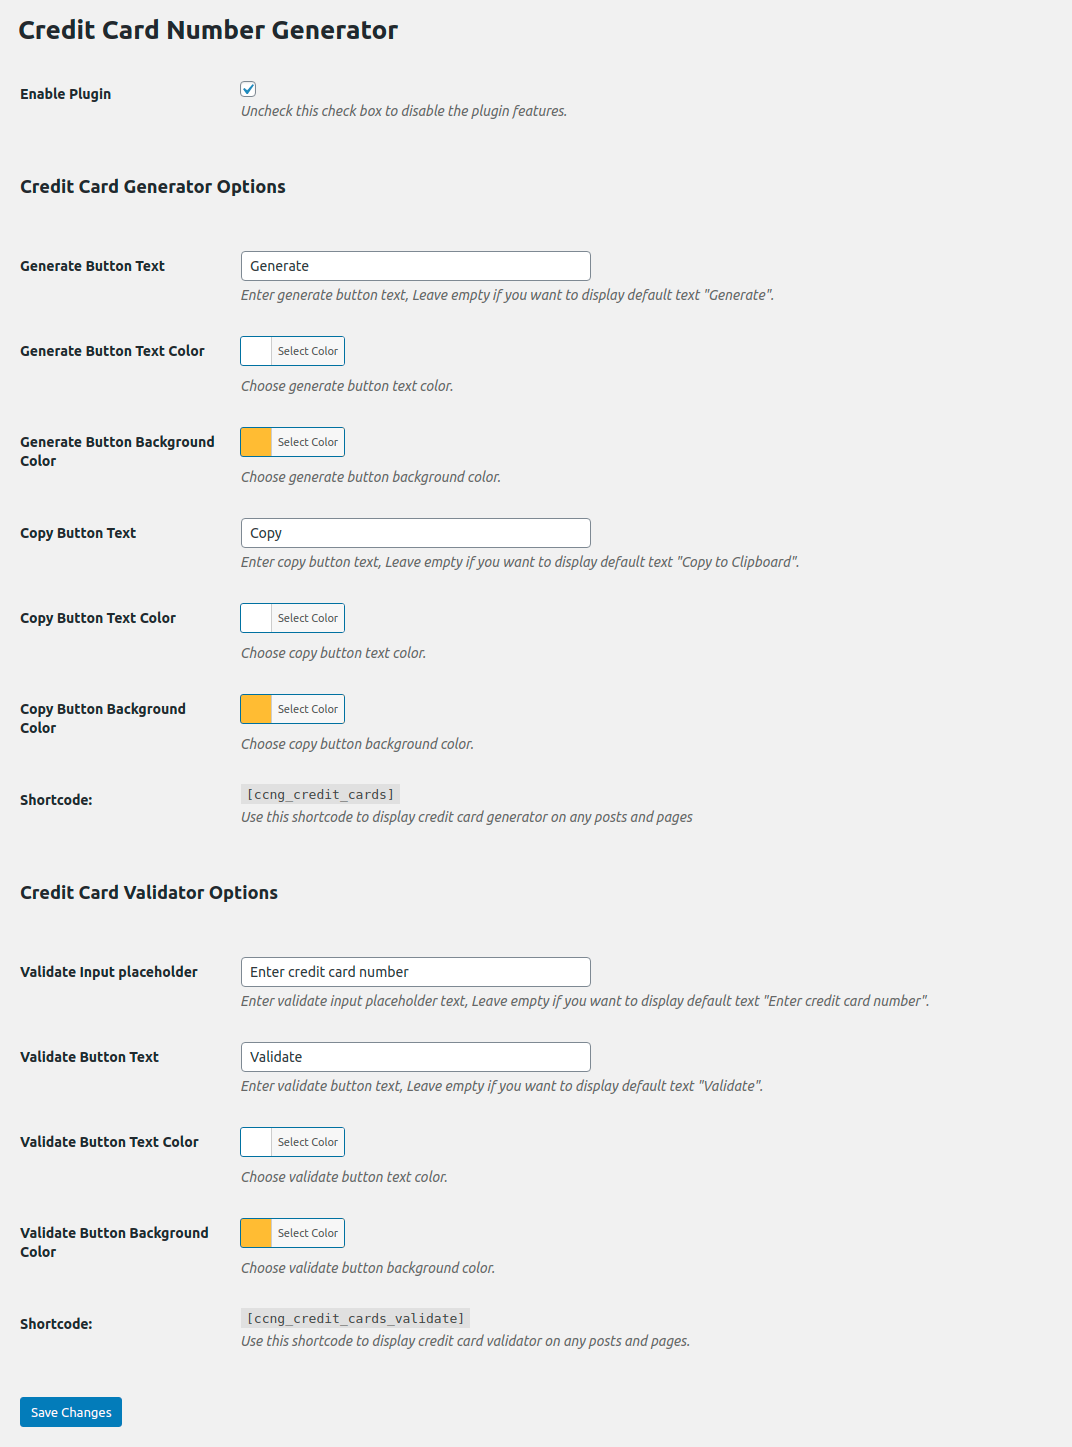 Credit Card Number Generator
Enable Plugin
Uncheck this check box to disable the plugin features.
Credit Card Generator Options
Generate Button Text
Generate
Enter generate button text, Leave empty if you want to display default text "Generate".
Generate Button Text Color
Select Color
Choose generate button text color.
Generate Button Background
Color
Select Color
Choose generate button background color.
Copy Button Text
Copy
Enter copy button text, Leave empty if you want to display default text "Copy to Clipboard".
Copy Button Text Color
Select Color
Choose copy button text color.
Copy Button Background
Color
Select Color
Choose copy button background color.
Shortcode:
[ccng_credit_cards]
Use this shortcode to display credit card generator on any posts and pages
Credit Card Validator Options
Validate Input placeholder
Enter credit card number
Enter validate input placeholder text, Leave empty if you want to display default text "Enter credit card number".
Validate Button Text
Validate
Enter validate button text, Leave empty if you want to display default text "Validate".
Validate Button Text Color
Select Color
Choose validate button text color.
Validate Button Background
Color
Select Color
Choose validate button background color.
Shortcode:
[ccng_credit_cards_validate]
Use this shortcode to display credit card validator on any posts and pages.
Save Changes